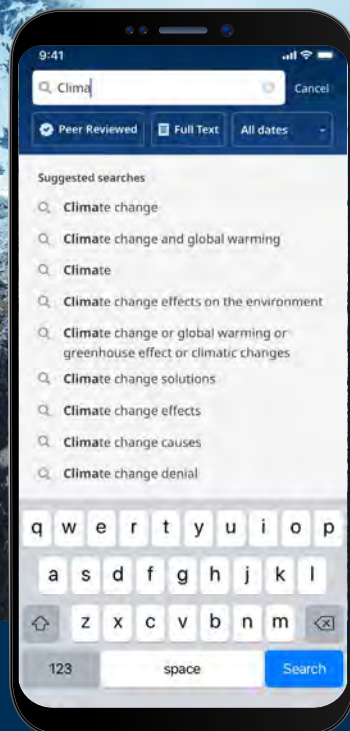 9:41
Clima
Cancel
Peer Reviewed
Full Text
All dates
Suggested searches
Climate change
Climate change and global warming
Climate
Climate change effects on the environment
Climate change or global warming or
greenhouse effect or climatic changes
Climate change solutions
Climate change effects
Climate change causes
Climate change denial
q w e r t y u i o p
a s d f g h j k l
z x c v b n m
123 space Search